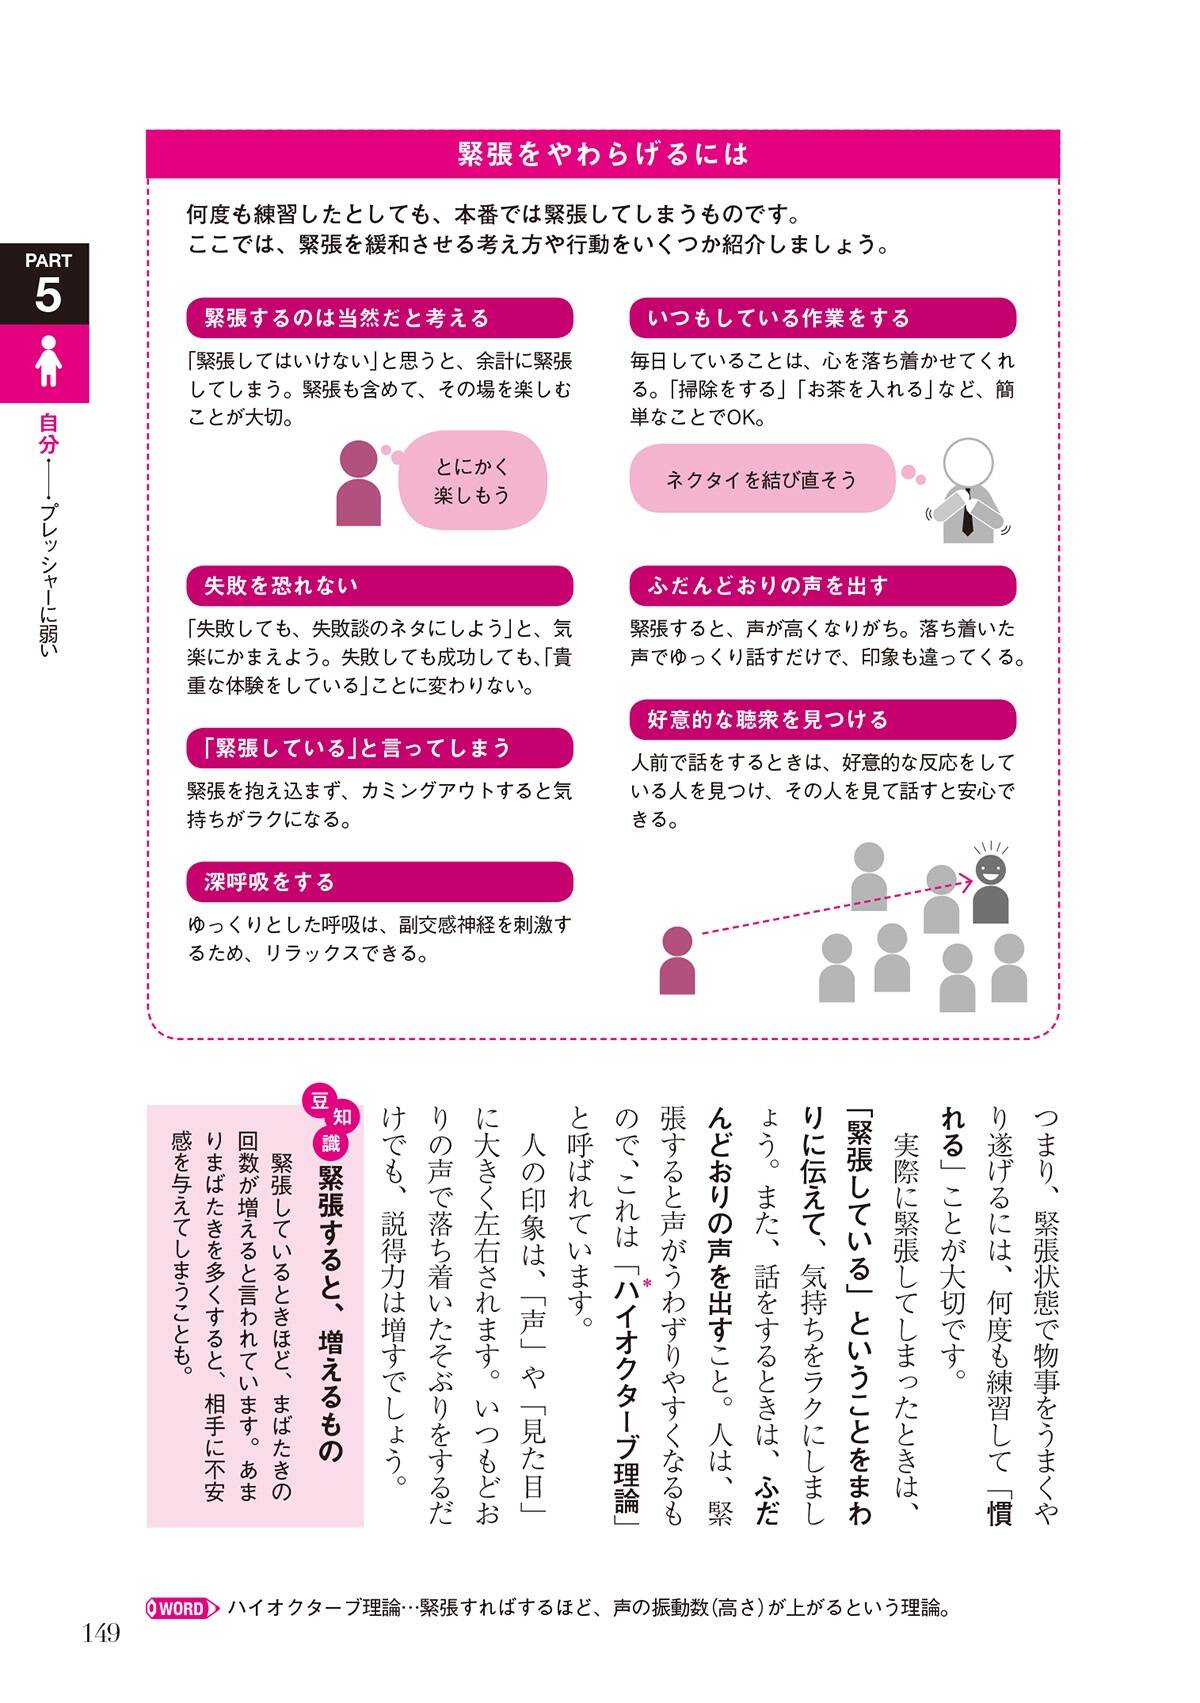 緊張をやわらげるには
何度も練習したとしても、本番では緊張してしまうものです。
ここでは、緊張を緩和させる考え方や行動をいくつか紹介しましょう。
PART
5
自分――プレッシャーに弱い
緊張するのは当然だと考える
「緊張してはいけない」と思うと、余計に緊張
してしまう。緊張も含めて、その場を楽しむ
ことが大切。
とにかく
楽しもう
失敗を恐れない
「失敗しても、失敗談のネタにしよう」と、気
楽にかまえよう。失敗しても成功しても、「貴
重な体験をしている」ことに変わりない。
「緊張している」と言ってしまう
緊張を抱え込まず、カミングアウトすると気
持ちがラクになる。
深呼吸をする
ゆっくりとした呼吸は、副交感神経を刺激す
るため、リラックスできる。
いつもしている作業をする
毎日していることは、心を落ち着かせてくれ
る。「掃除をする」「お茶を入れる」など、簡
単なことでOK。
ネクタイを結び直そう
ふだんどおりの声を出す
緊張すると、声が高くなりがち。落ち着いた
声でゆっくり話すだけで、印象も違ってくる。
好意的な聴衆を見つける
人前で話をするときは、好意的な反応をして
いる人を見つけ、その人を見て話すと安心で
きる。
つまり、緊張状態で物事をうまくや
り遂げるには、何度も練習して「慣
れる」ことが大切です。
実際に緊張してしまったときは、
「緊張している」ということをまわ
りに伝えて、気持ちをラクにしまし
ょう。また、話をするときは、ふだ
んどおりの声を出すこと。人は、緊
張すると声がうわずりやすくなるも
ので、これは「ハイオクターブ理論」
*
と呼ばれています。
人の印象は、「声」や「見た目」
に大きく左右されます。いつもどお
りの声で落ち着いたそぶりをするだ
けでも、説得力は増すでしょう。
豆知識
緊張すると、増えるもの
緊張しているときほど、まばたきの
回数が増えると言われています。あま
りまばたきを多くすると、相手に不安
感を与えてしまうことも。
WORD ハイオクターブ理論…緊張すればするほど、声の振動数(高さ)が上がるという理論。
149